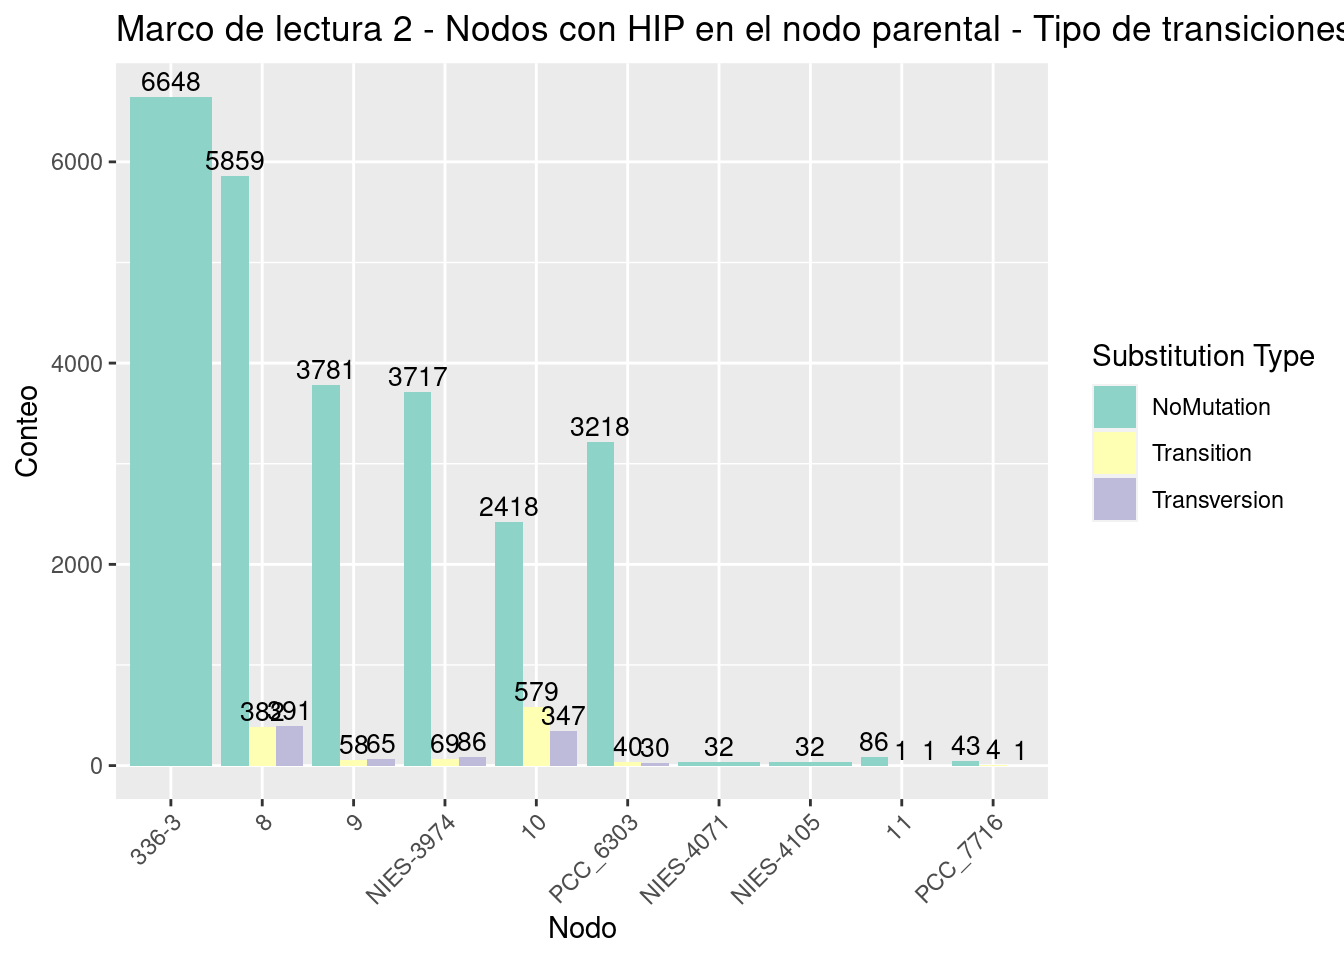 Marco de lectura 2 - Nodos con HIP en el nodo parental - Tipo de transiciones
Conteo
6000
4000
2000
0
6648
5859
382
391
3781
58
65
3717
69
86
2418
579
347
3218
40
30
32
32
86
1
1
43
4
1
336-3
8
9
NIES-3974
10
PCC_6303
NIES-4071
NIES-4105
11
PCC_7716
Nodo
Substitution Type
NoMutation
Transition
Transversion